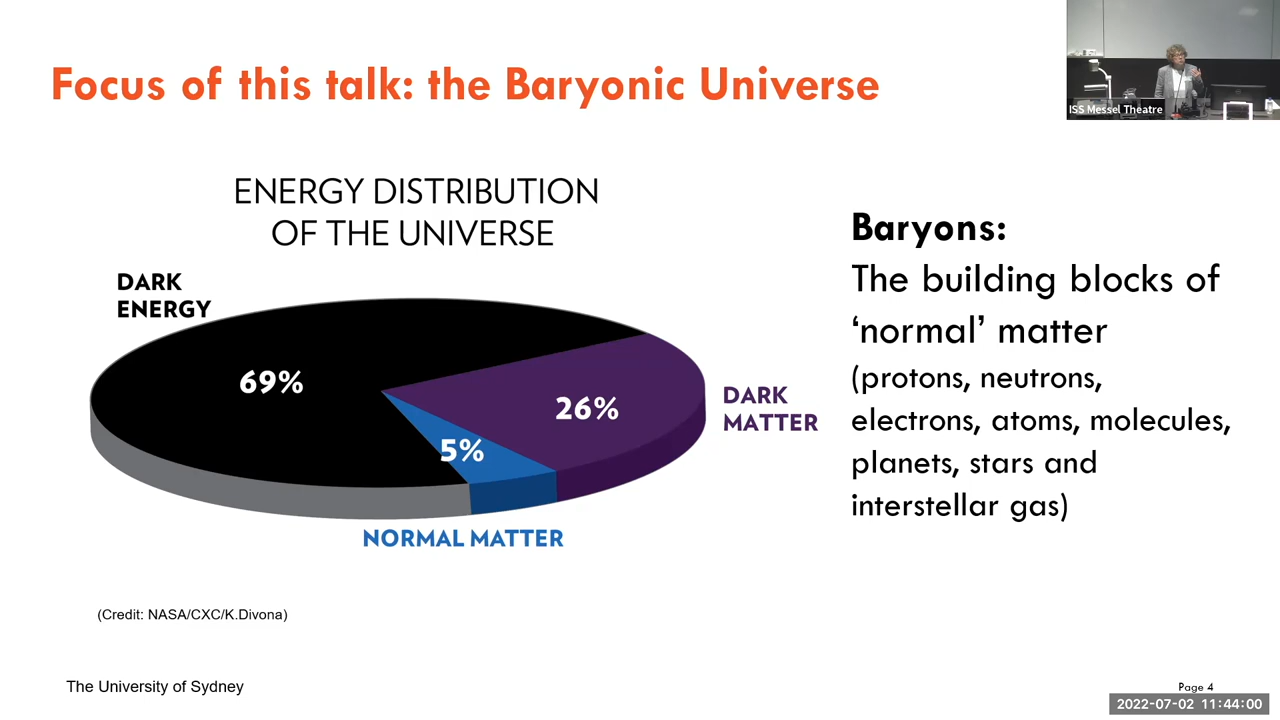 Focus of this talk: the Baryonic Universe
ISS Messel Theatre
ENERGY DISTRIBUTION
OF THE UNIVERSE
DARK
ENERGY
69%
26%
5%
DARK
MATTER
NORMAL MATTER
Baryons:
The building blocks of
‘normal’ matter
(protons, neutrons,
electrons, atoms, molecules,
planets, stars and
interstellar gas)
(Credit: NASA/CXC/K.Divona)
The University of Sydney
Page 4
2022-07-02 11:44:00